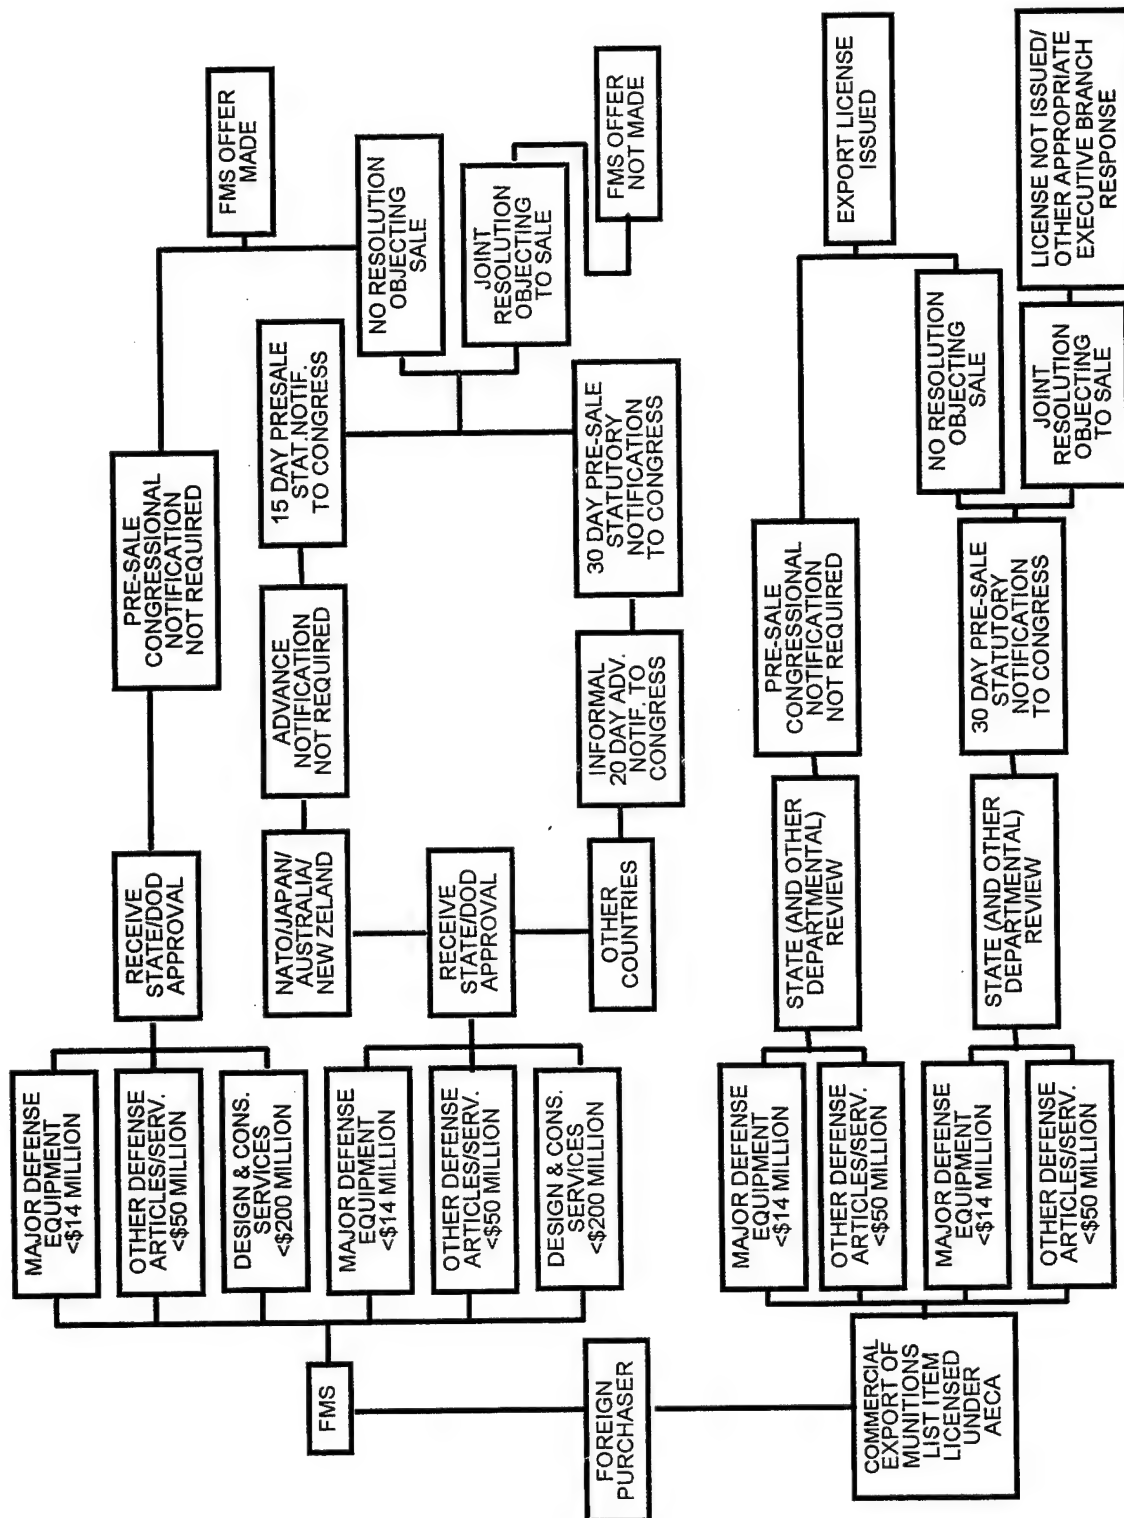 FOREIGN
PURCHASER
FMS
MAJOR DEFENSE
EQUIPMENT
<$14 MILLION
OTHER DEFENSE
ARTICLES/SERV.
<$50 MILLION
DESIGN & CONS.
SERVICES
<$200 MILLION
RECEIVE
STATE/DOD
APPROVAL
PRE-SALE
CONGRESSIONAL
NOTIFICATION
NOT REQUIRED
FMS OFFER
MADE
MAJOR DEFENSE
EQUIPMENT
<$14 MILLION
OTHER DEFENSE
ARTICLES/SERV.
<$50 MILLION
DESIGN & CONS.
SERVICES
<$200 MILLION
RECEIVE
STATE/DOD
APPROVAL
NATO/JAPAN/
AUSTRALIA/
NEW ZELAND
ADVANCE
NOTIFICATION
NOT REQUIRED
15 DAY PRESALE
STAT.NOTIF.
TO CONGRESS
OTHER
COUNTRIES
INFORMAL
20 DAY ADV.
NOTIF. TO
CONGRESS
30 DAY PRE-SALE
STATUTORY
NOTIFICATION
TO CONGRESS
NO RESOLUTION
OBJECTING
SALE
JOINT
RESOLUTION
OBJECTING
TO SALE
FMS OFFER
NOT MADE
COMMERCIAL
EXPORT OF
MUNITIONS
LIST ITEM
LICENSED
UNDER
AECA
MAJOR DEFENSE
EQUIPMENT
<$14 MILLION
OTHER DEFENSE
ARTICLES/SERV.
<$50 MILLION
STATE (AND OTHER
DEPARTMENTAL)
REVIEW
PRE-SALE
CONGRESSIONAL
NOTIFICATION
NOT REQUIRED
EXPORT LICENSE
ISSUED
MAJOR DEFENSE
EQUIPMENT
<$14 MILLION
OTHER DEFENSE
ARTICLES/SERV.
<$50 MILLION
STATE (AND OTHER
DEPARTMENTAL)
REVIEW
30 DAY PRE-SALE
STATUTORY
NOTIFICATION
TO CONGRESS
NO RESOLUTION
OBJECTING
SALE
JOINT
RESOLUTION
OBJECTING
TO SALE
LICENSE NOT ISSUED/
OTHER APPROPRIATE
EXECUTIVE BRANCH
RESPONSE